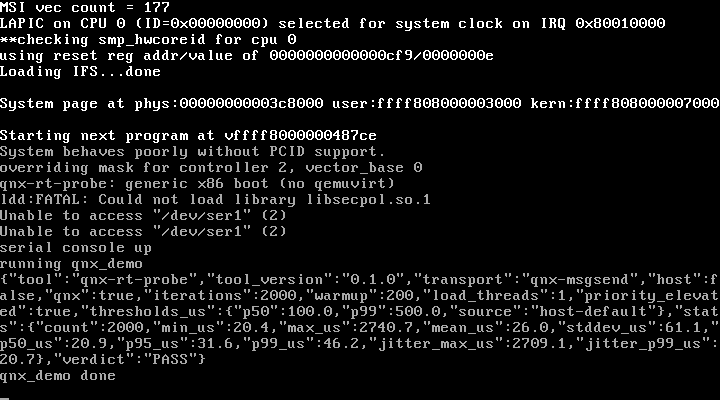 MSI vec count = 177
LAPIC on CPU 0 (ID=0x00000000) selected for system clock on IRQ 0x80010000
**checking smp_hwcoreid for cpu 0
using reset reg addr/value of 0000000000000cf9/0000000e
Loading IFS...done
System page at phys:00000000003c8000 user:ffff808000003000 kern:ffff808000007000
Starting next program at vffff8000000487ce
System behaves poorly without PCID support.
overriding mask for controller 2, vector_base 0
qnx-rt-probe: generic x86 boot (no qemuvirt)
ldd:FATAL: Could not load library libsecpol.so.1
Unable to access "/dev/ser1" (2)
Unable to access "/dev/ser1" (2)
serial console up
running qnx_demo
{"tool":"qnx-rt-probe","tool_version":"0.1.0","transport":"qnx-msgsend","host":f
alse,"qnx":true,"iterations":2000,"warmup":200,"load_threads":1,"priority_elevat
ed":true,"thresholds_us":{"p50":100.0,"p99":500.0,"source":"host-default"},"stat
s":{"count":2000,"min_us":20.4,"max_us":2740.7,"mean_us":26.0,"stddev_us":61.1,"
p50_us":20.9,"p95_us":31.6,"p99_us":46.2,"jitter_max_us":2709.1,"jitter_p99_us":
20.7},"verdict":"PASS"}
qnx_demo done